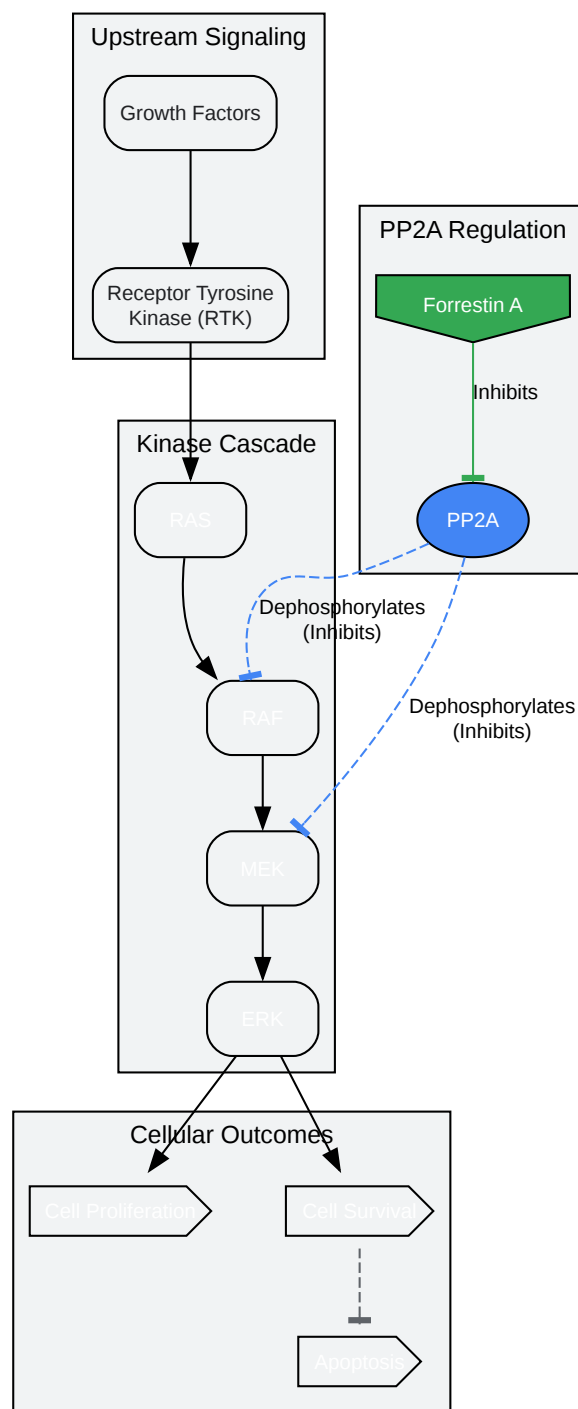 Upstream Signaling
Growth Factors
Receptor Tyrosine
Kinase (RTK)
PP2A Regulation
Forrestin A
Inhibits
PP2A
Kinase Cascade
RAS
Dephosphorylates
(Inhibits)
RAF
Dephosphorylates
(Inhibits)
MEK
ERK
Cellular Outcomes
Cell Proliferation
Cell Survival
Apoptosis